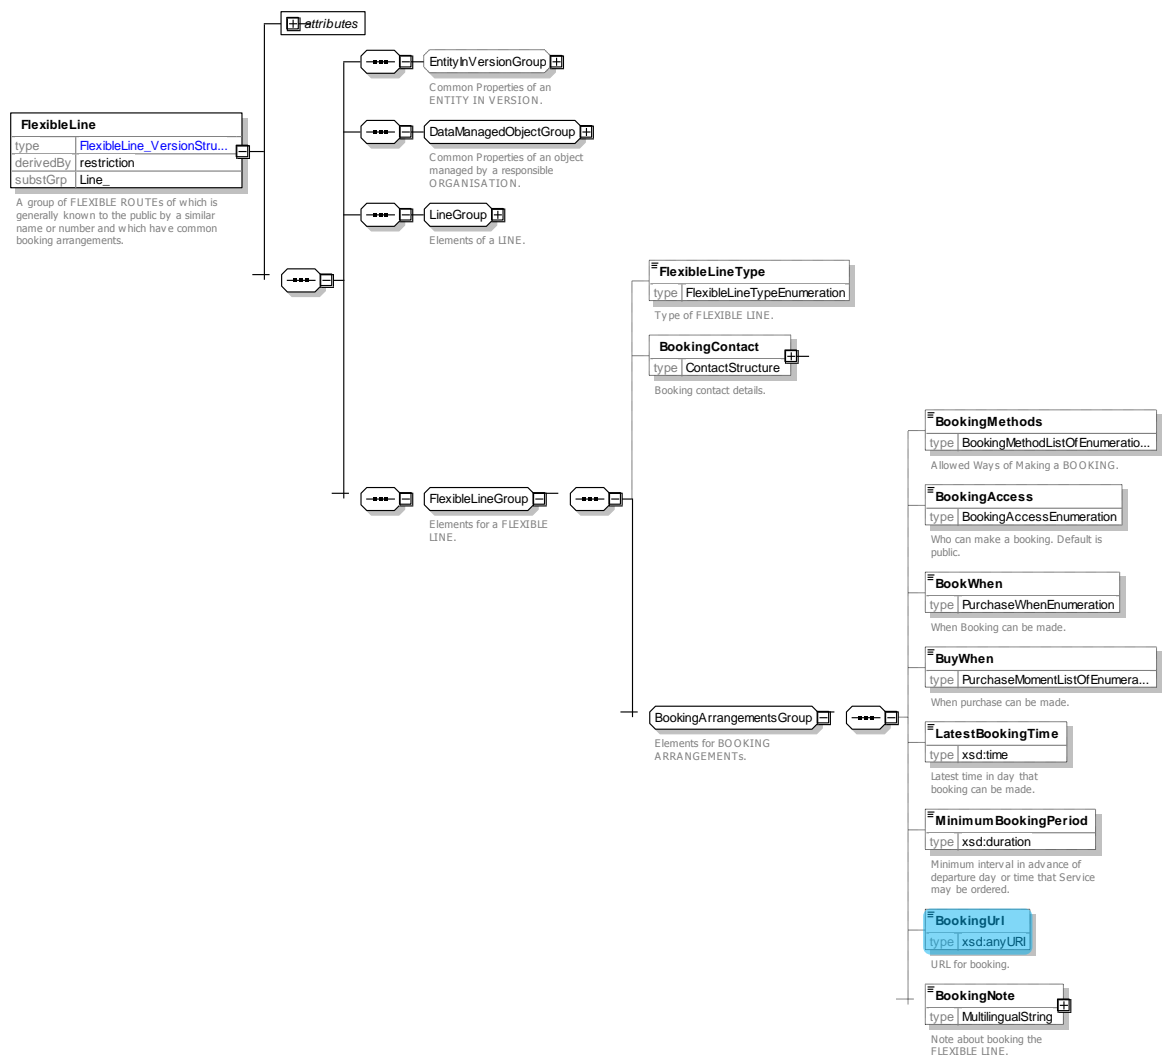 attributes
EntityInVersionGroup
Common Properties of an
ENTITY IN VERSION.
FlexibleLine
type FlexibleLine_VersionStru...
derivedBy restriction
substGrp Line_
A group of FLEXIBLE ROUTEs of which is
generally known to the public by a similar
name or number and which have common
booking arrangements.
DataManagedObjectGroup
Common Properties of an object
managed by a responsible
ORGANISATION.
LineGroup
Elements of a LINE.
FlexibleLineType
type FlexibleLineTypeEnumeration
Type of FLEXIBLE LINE.
BookingContact
type ContactStructure
Booking contact details.
FlexibleLineGroup
Elements for a FLEXIBLE
LINE.
BookingArrangementsGroup
Elements for BOOKING
ARRANGEMENTs.
BookingMethods
type BookingMethodListOfEnumeratio...
Allowed Ways of Making a BOOKING.
BookingAccess
type BookingAccessEnumeration
Who can make a booking. Default is
public.
BookWhen
type PurchaseWhenEnumeration
When Booking can be made.
BuyWhen
type PurchaseMomentListOfEnumera...
When purchase can be made.
LatestBookingTime
type xsd:time
Latest time in day that
booking can be made.
MinimumBookingPeriod
type xsd:duration
Minimum interval in advance of
departure day or time that Service
may be ordered.
BookingUrl
type xsd:anyURI
URL for booking.
BookingNote
type MultilingualString
Note about booking the
FLEXIBLE LINE.